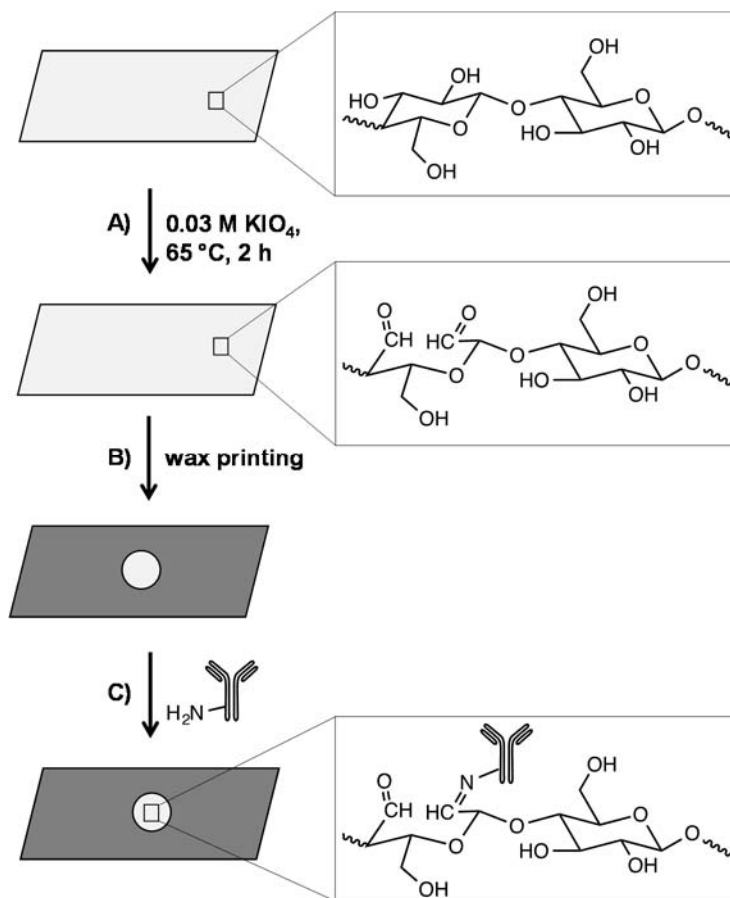 OH
OH
HO O O
O
O
HO
OH
OH
A) 0.03 M KIO₄,
65 °C, 2 h
OH
O O
CH HC O
O
O
O
HO
OH
OH
B) wax printing
C)
H₂N
OH
O N
CH HC O
O
O
O
HO
OH
OH